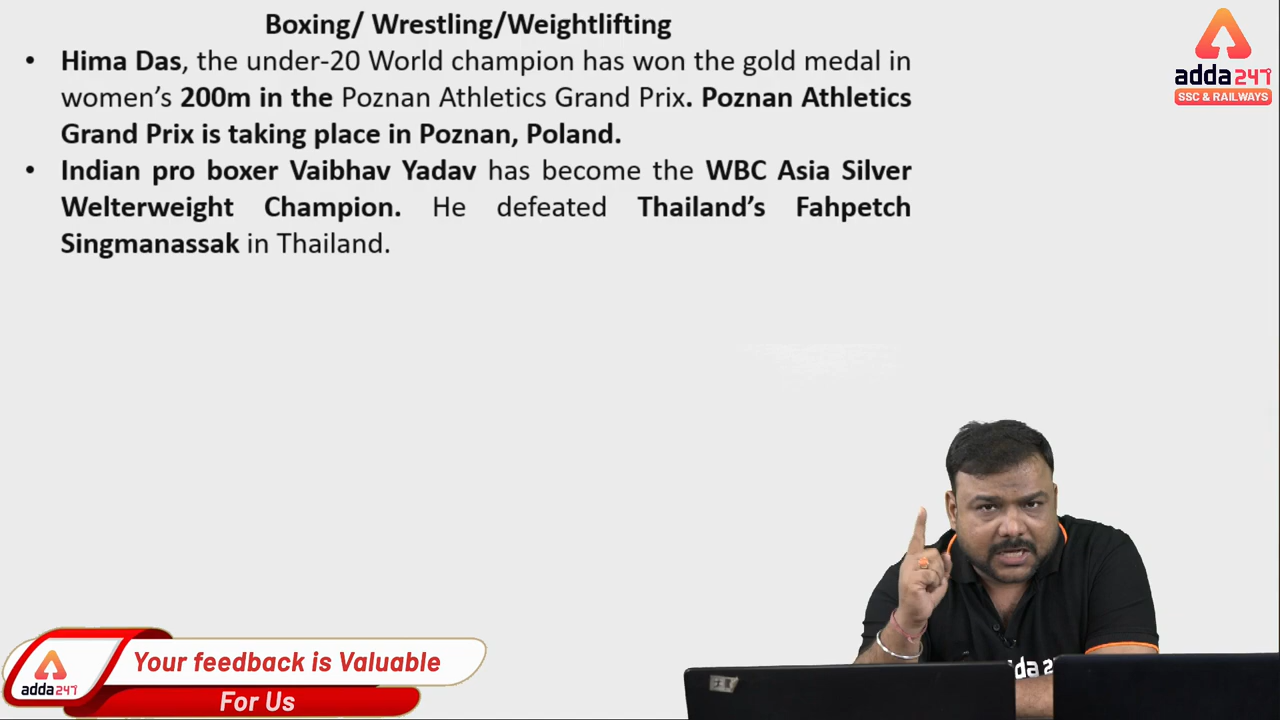 Boxing/ Wrestling/Weightlifting
• Hima Das, the under-20 World champion has won the gold medal in
women’s 200m in the Poznan Athletics Grand Prix. Poznan Athletics
Grand Prix is taking place in Poznan, Poland.
• Indian pro boxer Vaibhav Yadav has become the WBC Asia Silver
Welterweight Champion. He defeated Thailand’s Fahpetch
Singmanassak in Thailand.
adda247
SSC & RAILWAYS
da 2
Your feedback is Valuable
adda247
For Us